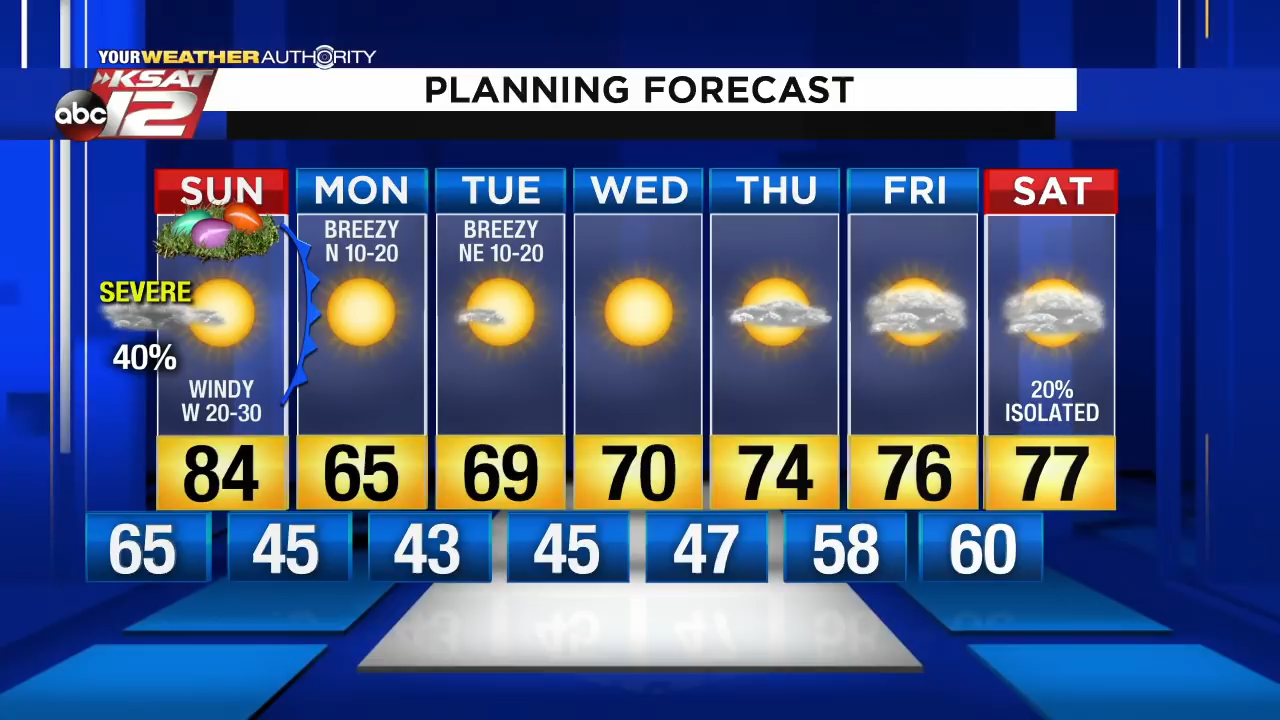 YOURWEATHERAUTHORITY
KSAT
abc 12
PLANNING FORECAST
SUN MON TUE WED THU FRI SAT
BREEZY
N 10-20
BREEZY
NE 10-20
SEVERE
40%
WINDY
W 20-30
20%
ISOLATED
84 65 69 70 74 76 77
65 45 43 45 47 58 60